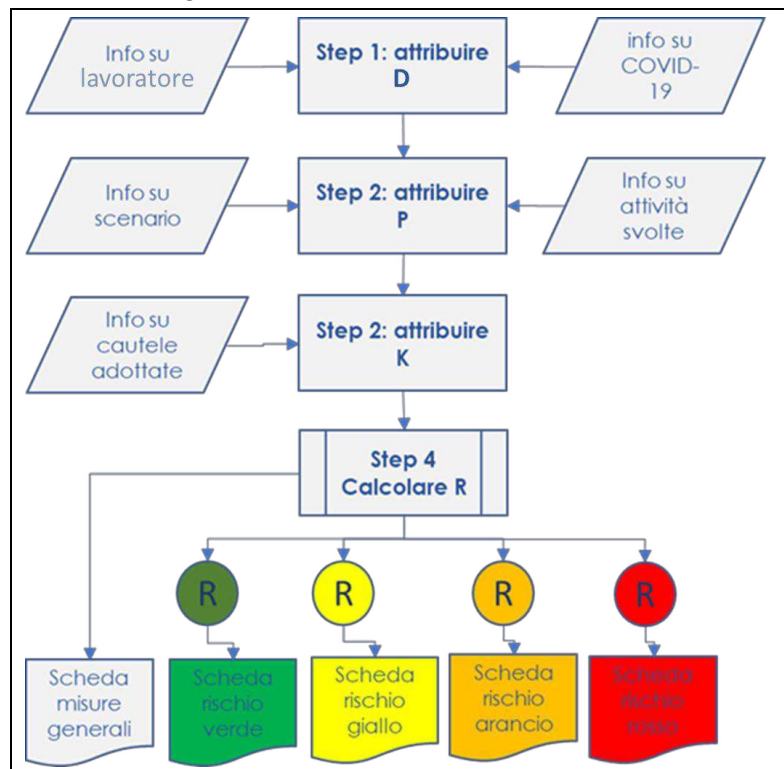 Info su
lavoratore
Step 1: attribuire
D
info su
COVID-
19
Info su
scenario
Step 2: attribuire
P
Info su
attività
svolte
Info su
cautele
adottate
Step 2: attribuire
K
Step 4
Calcolare R
R
R
R
R
Scheda
misure
generali
Scheda
rischio
verde
Scheda
rischio
giallo
Scheda
rischio
arancio
Scheda
rischio
rosso